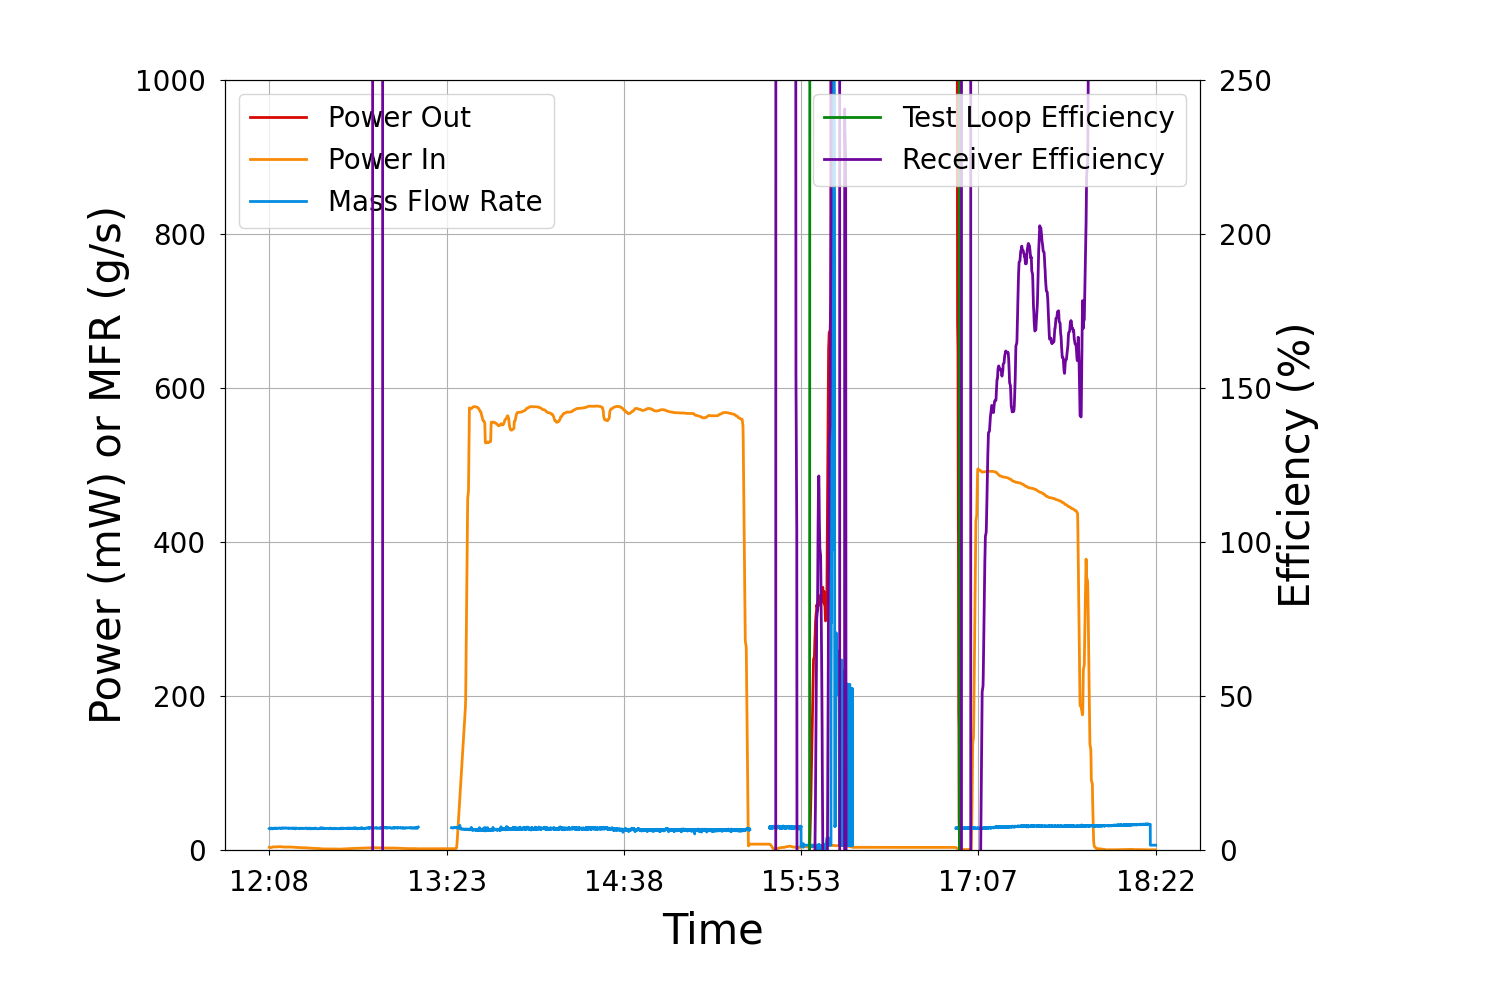 1000
800
600
400
200
0
Power (mW) or MFR (g/s)
Power Out
Power In
Mass Flow Rate
Test Loop Efficiency
Receiver Efficiency
250
200
150
100
50
0
Efficiency (%)
12:08 13:23 14:38 15:53 17:07 18:22
Time